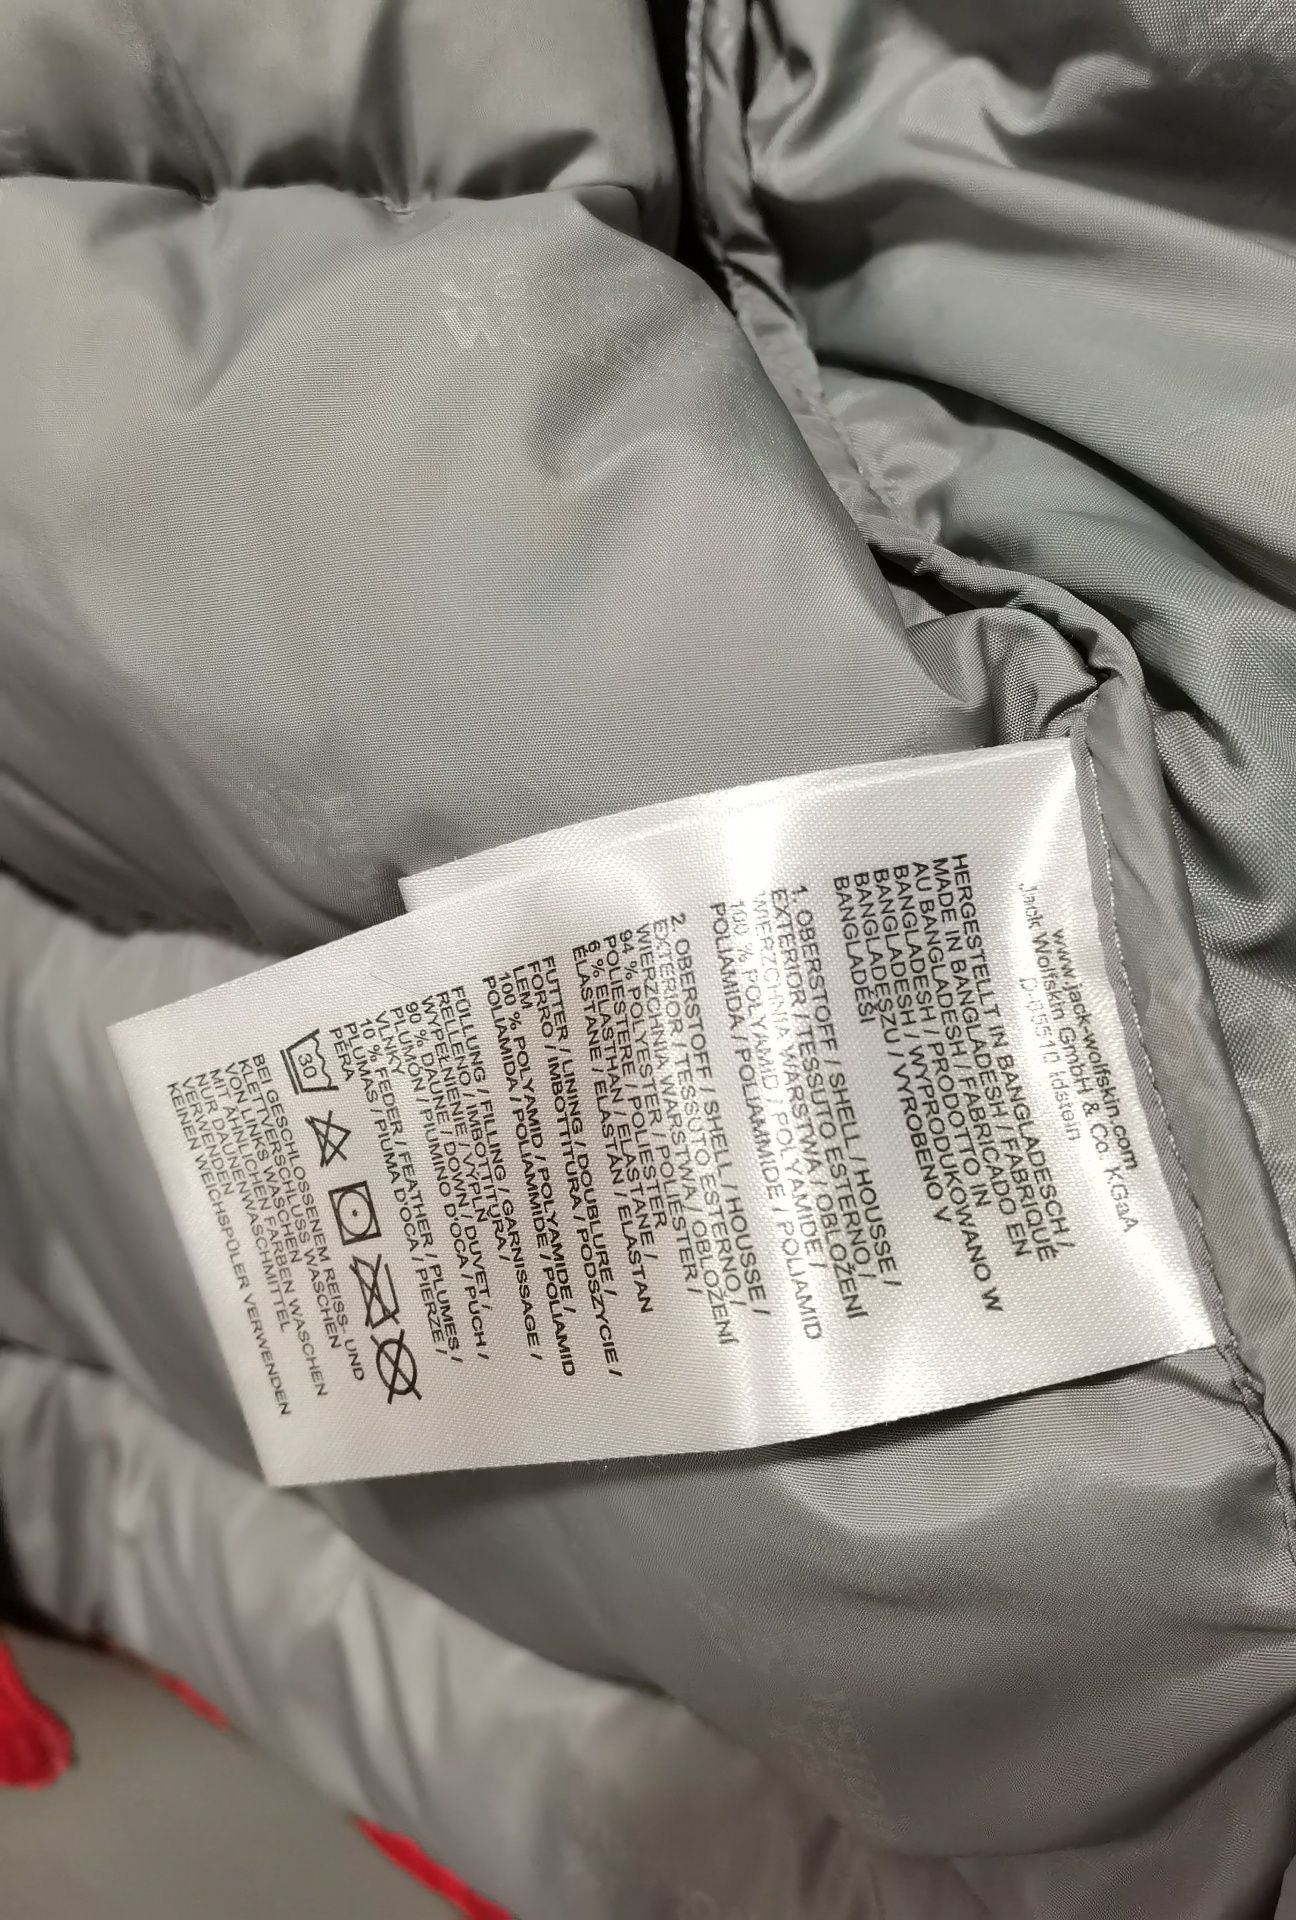 www.jack-wolfskin.com
Jack Wolfskin GmbH & Co. KGaA
D-65510 Idstein
HERGESTELLT IN BANGLADESCH /
MADE IN BANGLADESH / FABRIQUÉ
AU BANGLADESH / FABRICADO EN
BANGLADESH / PRODOTTO IN
BANGLADESH / WYPRODUKOWANO W
BANGLADESZU / VYROBENO V
BANGLADÉŠI
1. OBERSTOFF / SHELL / HOUSSE /
EXTERIOR / TESSUTO ESTERNO /
WIERZCHNIA WARSTWA / OBLOŽENÍ
100 % POLYAMID / POLYAMIDE /
POLIAMIDA / POLIAMMIDE / POLIAMID
2. OBERSTOFF / SHELL / HOUSSE /
EXTERIOR / TESSUTO ESTERNO /
WIERZCHNIA WARSTWA / OBLOŽENÍ
94 % POLYESTER / POLIESTER /
POLIESTERE / POLIESTER
6 % ELASTHAN / ELASTANE /
ELASTANE / ELASTÁN / ELASTAN
FUTTER / LINING / DOUBLURE /
FORRO / IMBOTTITURA / PODSZYCIE /
LEM
100 % POLYAMID / POLYAMIDE /
POLIAMIDA / POLIAMMIDE / POLIAMID
FÜLLUNG / FILLING / GARNISSAGE /
RELLENO / IMBOTTITURA /
WYPEŁNIENIE / VÝPLŇ
90 % DAUNE / DOWN / DUVET /
PLUMÓN / PIUMINO D'OCA / PUCH /
VLNKY
10 % FEDER / FEATHER / PLUMES /
PLUMAS / PIUMA D'OCA / PIERZE /
PÉRA
30
BEI GESCHLOSSENEM REISS- UND
KLETTVERSCHLUSS WASCHEN
VON LINKS WASCHEN
MIT ÄHNLICHEN FARBEN WASCHEN
NUR DAUNENWASCHMITTEL
VERWENDEN
KEINEN WEICHSPÜLER VERWENDEN